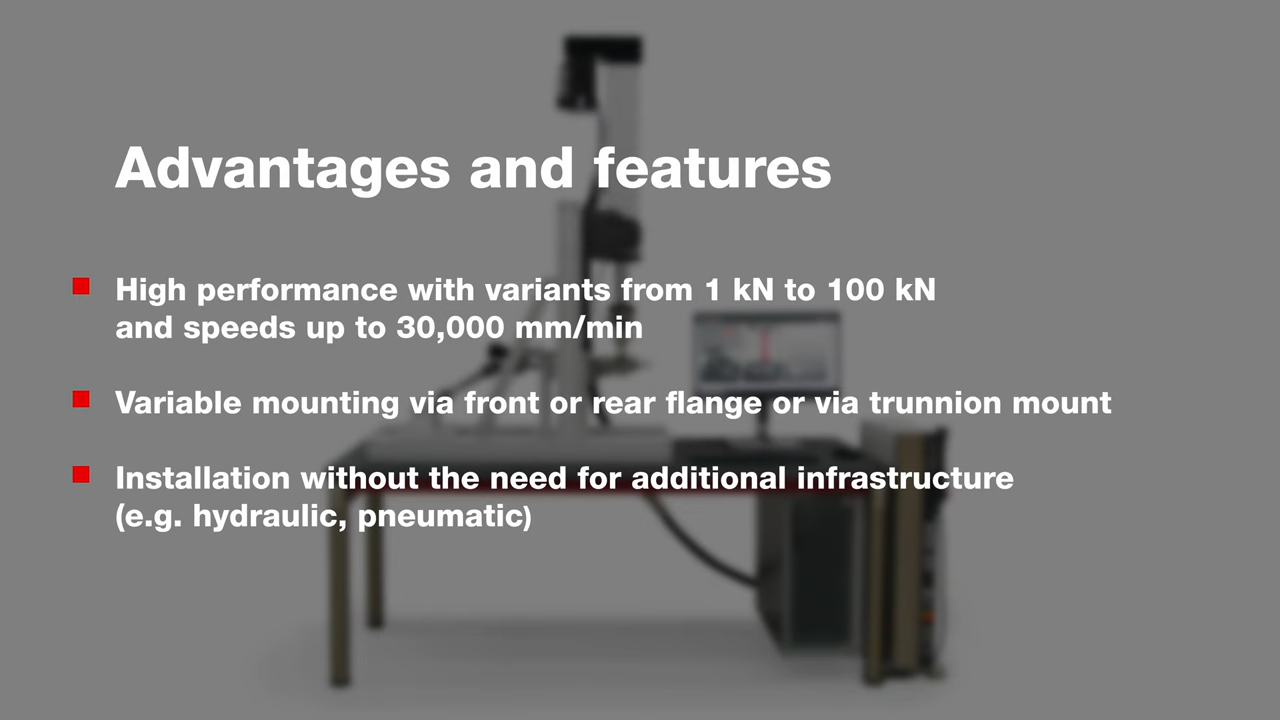 Advantages and features
High performance with variants from 1 kN to 100 kN
and speeds up to 30,000 mm/min
Variable mounting via front or rear flange or via trunnion mount
Installation without the need for additional infrastructure
(e.g. hydraulic, pneumatic)